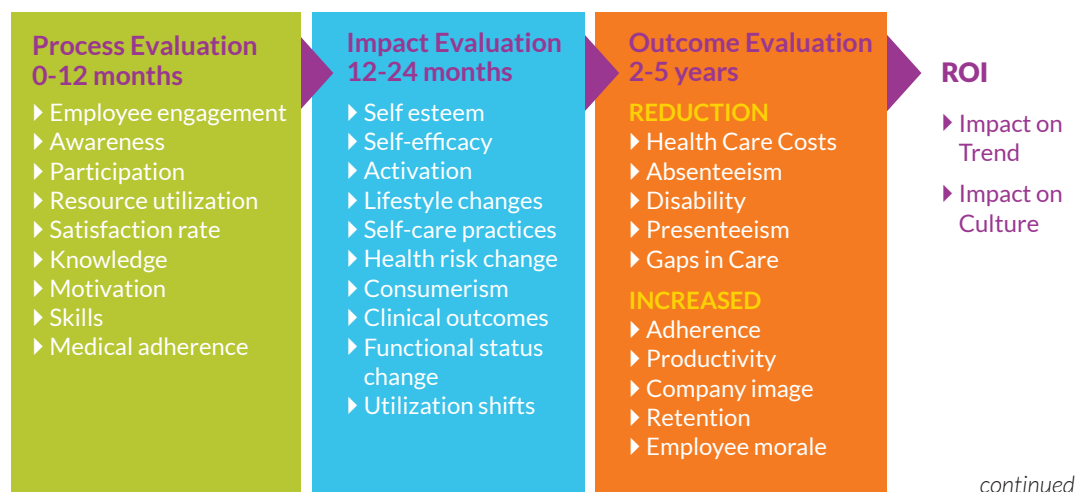 Process Evaluation
0-12 months
Employee engagement
Awareness
Participation
Resource utilization
Satisfaction rate
Knowledge
Motivation
Skills
Medical adherence
Impact Evaluation
12-24 months
Self esteem
Self-efficacy
Activation
Lifestyle changes
Self-care practices
Health risk change
Consumerism
Clinical outcomes
Functional status
change
Utilization shifts
Outcome Evaluation
2-5 years
REDUCTION
Health Care Costs
Absenteeism
Disability
Presenteeism
Gaps in Care
INCREASED
Adherence
Productivity
Company image
Retention
Employee morale
ROI
Impact on
Trend
Impact on
Culture
continued